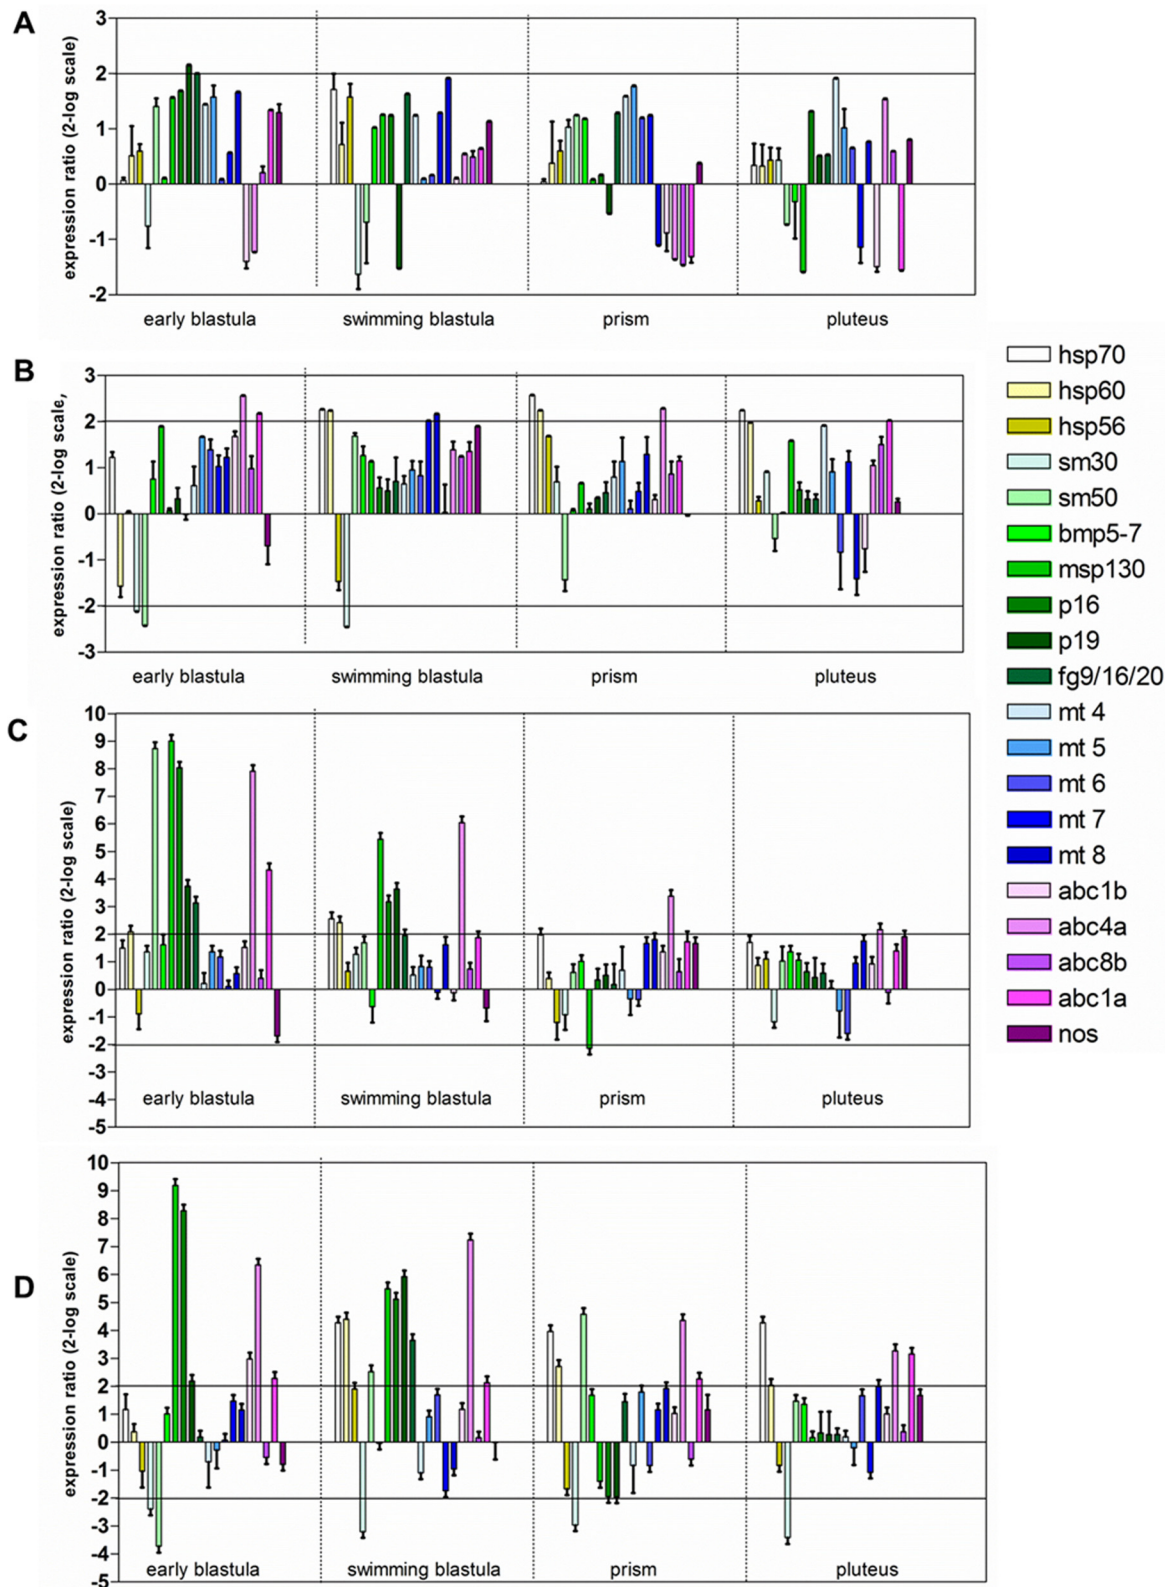 A
expression ratio (2-log scale)
3
2
1
0
-1
-2
early blastula swimming blastula prism pluteus
B
expression ratio (2-log scale,
3
2
1
0
-1
-2
-3
early blastula swimming blastula prism pluteus
hsp70
hsp60
hsp56
sm30
sm50
bmp5-7
msp130
p16
p19
fg9/16/20
mt 4
mt 5
mt 6
mt 7
mt 8
abc1b
abc4a
abc8b
abc1a
nos
C
expression ratio (2-log scale)
10
9
8
7
6
5
4
3
2
1
0
-1
-2
-3
-4
-5
early blastula swimming blastula prism pluteus
D
expression ratio (2-log scale)
10
9
8
7
6
5
4
3
2
1
0
-1
-2
-3
-4
-5
early blastula swimming blastula prism pluteus